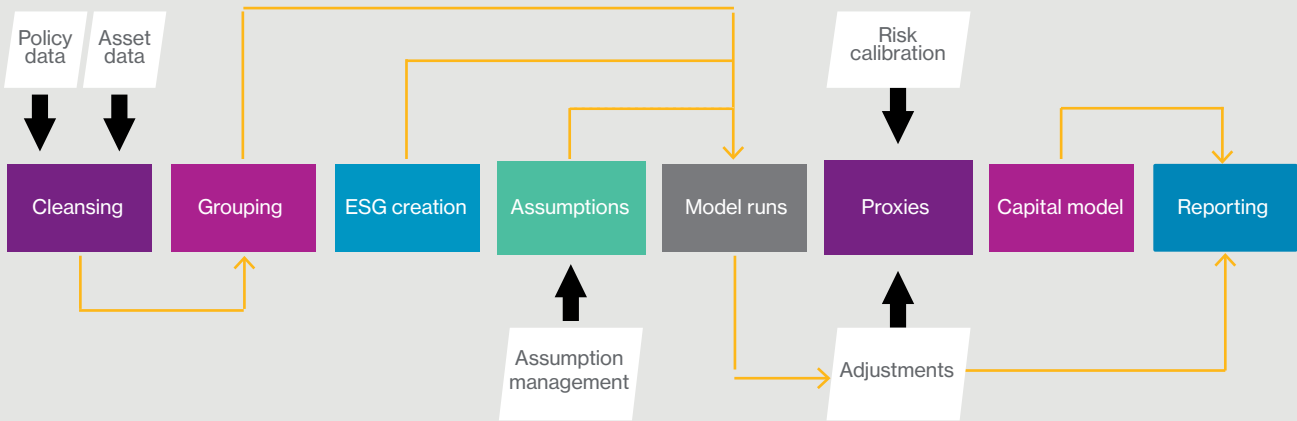 Policy
data
Asset
data
Risk
calibration
Cleansing
Grouping
ESG creation
Assumptions
Model runs
Proxies
Capital model
Reporting
Assumption
management
Adjustments